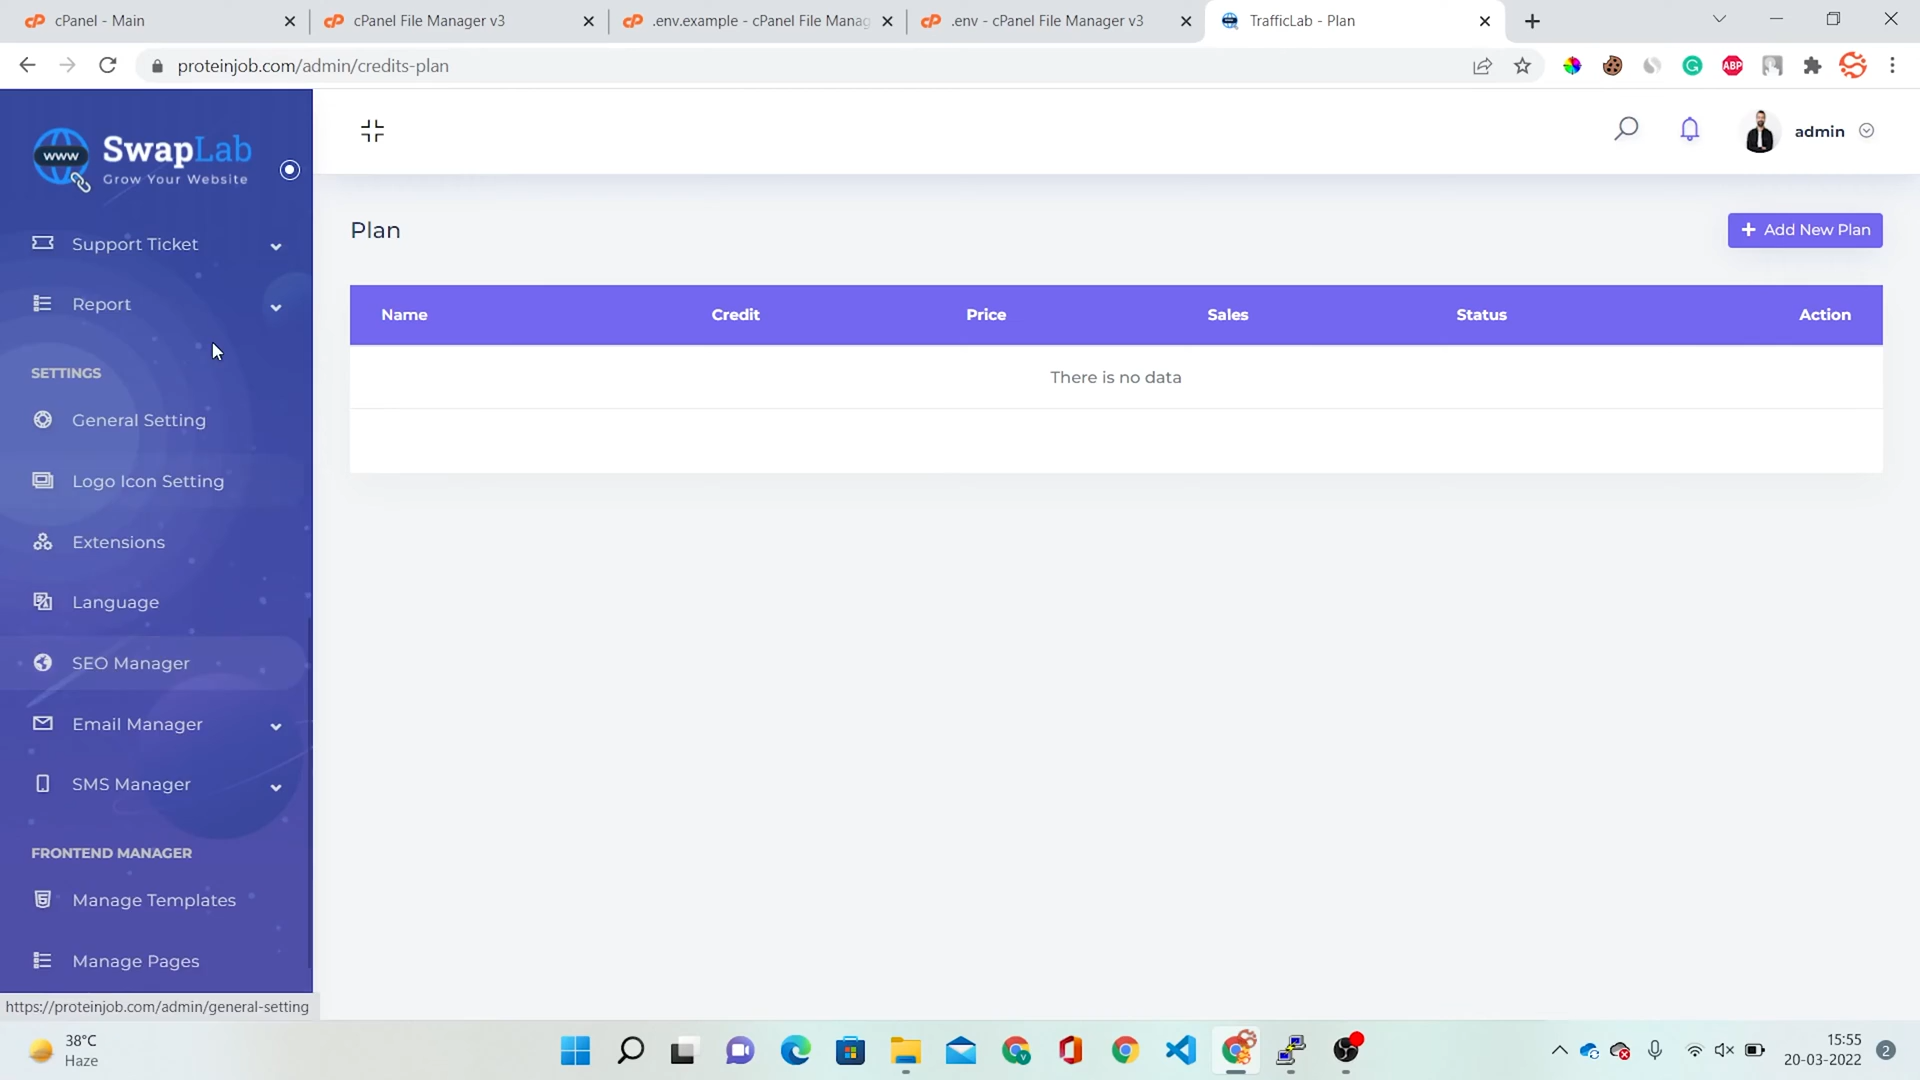 cPanel - Main
cPanel File Manager v3
.env.example - cPanel File Manag
.env - cPanel File Manager v3
TrafficLab - Plan
proteinjob.com/admin/credits-plan
ABP
www
SwapLab
Grow Your Website
admin
Support Ticket
Report
SETTINGS
General Setting
Logo Icon Setting
Extensions
Language
SEO Manager
Email Manager
SMS Manager
FRONTEND MANAGER
Manage Templates
Manage Pages
Plan
+ Add New Plan
Name Credit Price Sales Status Action
There is no data
https://proteinjob.com/admin/general-setting
38°C
Haze
15:55
20-03-2022
2